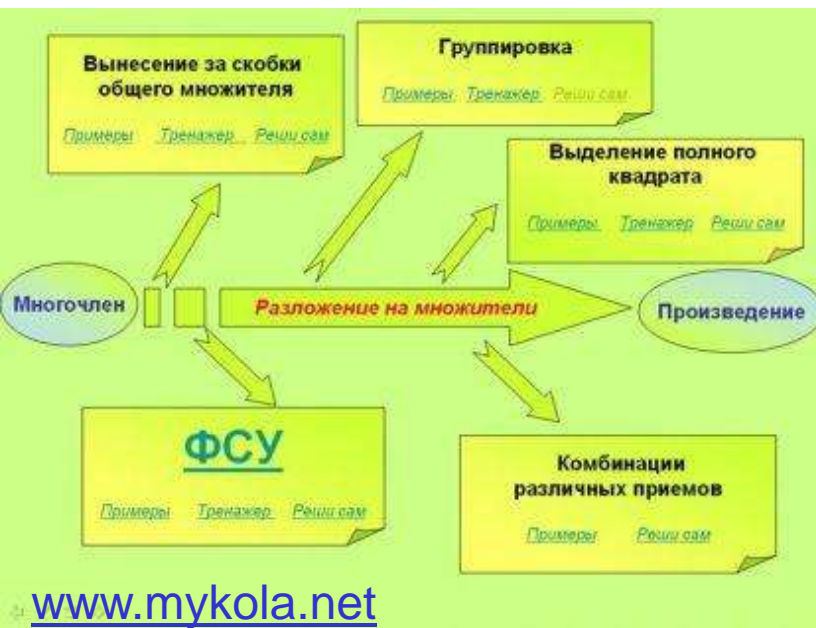 Вынесение за скобки
общего множителя
Примеры Тренажер Реши сам
Группировка
Примеры Тренажер Реши сам
Выделение полного
квадрата
Примеры Тренажер Реши сам
Многочлен
Разложение на множители
Произведение
ФСУ
Примеры Тренажер Реши сам
Комбинации
различных приемов
Примеры Реши сам
www.mykola.net